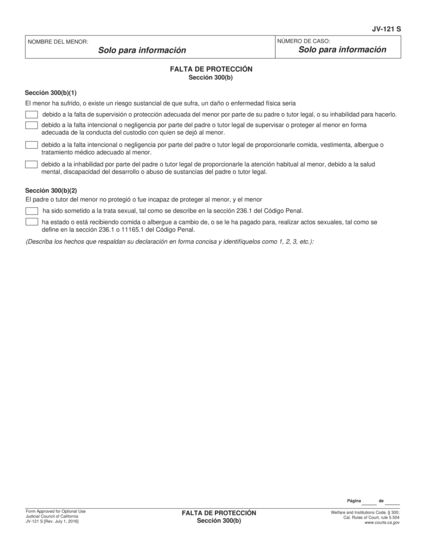 JV-121 S
NOMBRE DEL MENOR:
Solo para información
NÚMERO DE CASO:
Solo para información
FALTA DE PROTECCIÓN
Sección 300(b)
Sección 300(b)(1)
El menor ha sufrido, o existe un riesgo sustancial de que sufra, un daño o enfermedad física seria
debido a la falta de supervisión o protección adecuada del menor por parte de su padre o tutor legal, o su inhabilidad para hacerlo.
debido a la falta intencional o negligencia por parte del padre o tutor legal de supervisar o proteger al menor en forma
adecuada de la conducta del custodio con quien se dejó al menor.
debido a la falta intencional o negligencia por parte del padre o tutor legal de proporcionarle comida, vestimenta, albergue o
tratamiento médico adecuado al menor.
debido a la inhabilidad por parte del padre o tutor legal de proporcionarle la atención habitual al menor, debido a la salud
mental, discapacidad del desarrollo o abuso de sustancias del padre o tutor legal.
Sección 300(b)(2)
El padre o tutor del menor no protegió o fue incapaz de proteger al menor, y el menor
ha sido sometido a la trata sexual, tal como se describe en la sección 236.1 del Código Penal.
ha estado o está recibiendo comida o albergue a cambio de, o se le ha pagado para, realizar actos sexuales, tal como se
define en la sección 236.1 o 11165.1 del Código Penal.
(Describa los hechos que respaldan su declaración en forma concisa y identifíquelos como 1, 2, 3, etc.):
Página de
Form Approved for Optional Use
Judicial Council of California
JV-121 S [Rev. July 1, 2016]
FALTA DE PROTECCIÓN
Sección 300(b)
Welfare and Institutions Code, § 300;
Cal. Rules of Court, rule 5.504
www.courts.ca.gov